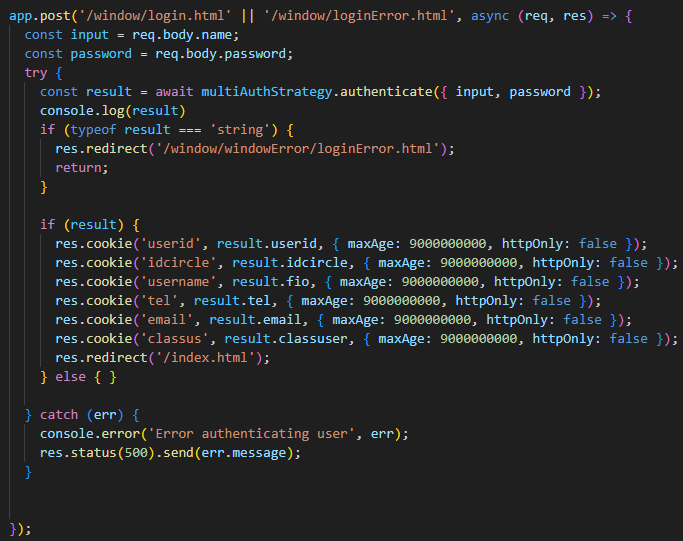 app.post('/window/login.html' || '/window/loginError.html', async (req, res) => {
  const input = req.body.name;
  const password = req.body.password;
  try {
    const result = await multiAuthStrategy.authenticate({ input, password });
    console.log(result)
    if (typeof result === 'string') {
      res.redirect('/window/windowError/loginError.html');
      return;
    }
    if (result) {
      res.cookie('userid', result.userid, { maxAge: 9000000000, httpOnly: false });
      res.cookie('idcircle', result.idcircle, { maxAge: 9000000000, httpOnly: false });
      res.cookie('username', result.fio, { maxAge: 9000000000, httpOnly: false });
      res.cookie('tel', result.tel, { maxAge: 9000000000, httpOnly: false });
      res.cookie('email', result.email, { maxAge: 9000000000, httpOnly: false });
      res.cookie('classus', result.classuser, { maxAge: 9000000000, httpOnly: false });
      res.redirect('/index.html');
    } else { }
  } catch (err) {
    console.error('Error authenticating user', err);
    res.status(500).send(err.message);
  }
});